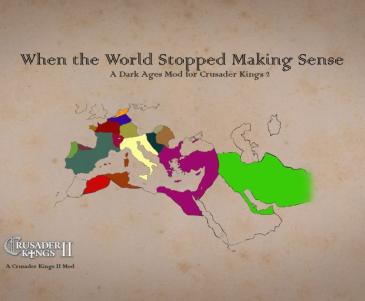 When the World Stopped Making Sense
A Dark Ages Mod for Crusader Kings 2
CRUSADER
KINGS II
A Crusader Kings II Mod